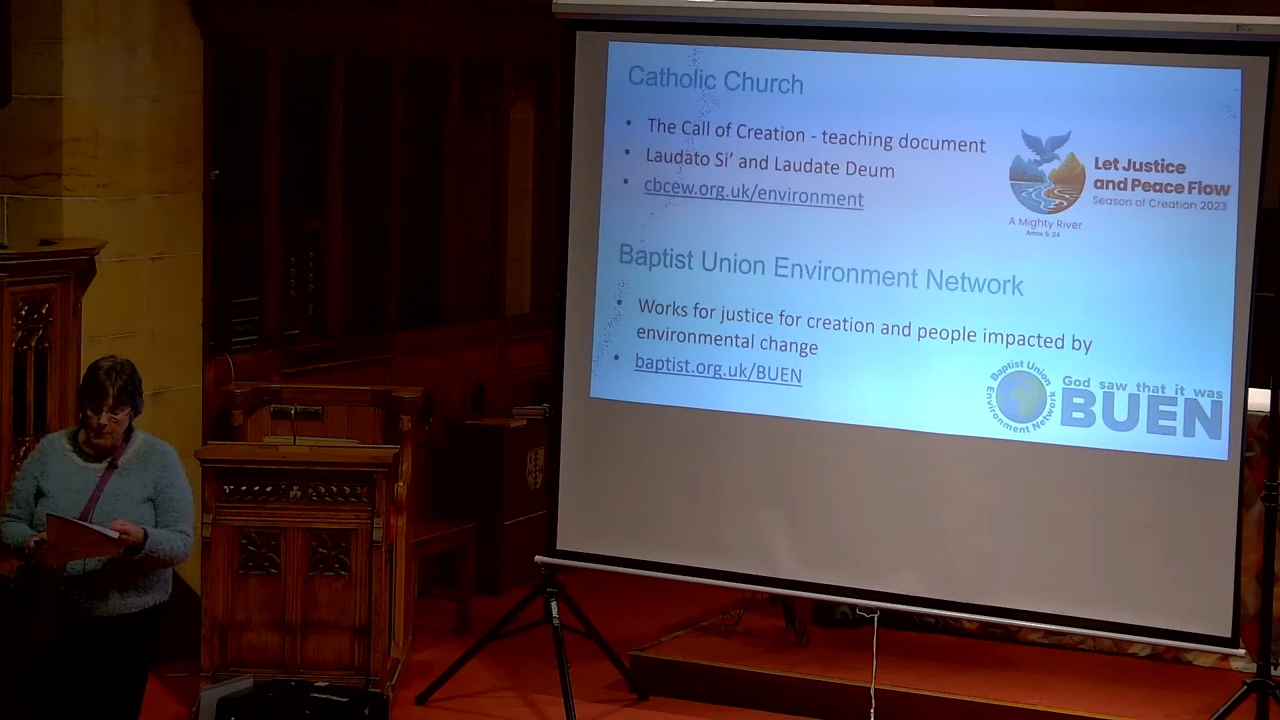 Catholic Church
• The Call of Creation - teaching document
• Laudato Si’ and Laudate Deum
• cbcew.org.uk/environment
Let Justice
and Peace Flow
Season of Creation 2023
A Mighty River
Amos 5: 24
Baptist Union Environment Network
• Works for justice for creation and people impacted by
environmental change
• baptist.org.uk/BUEN
Baptist Union
Environment Network
God saw that it was
BUEN